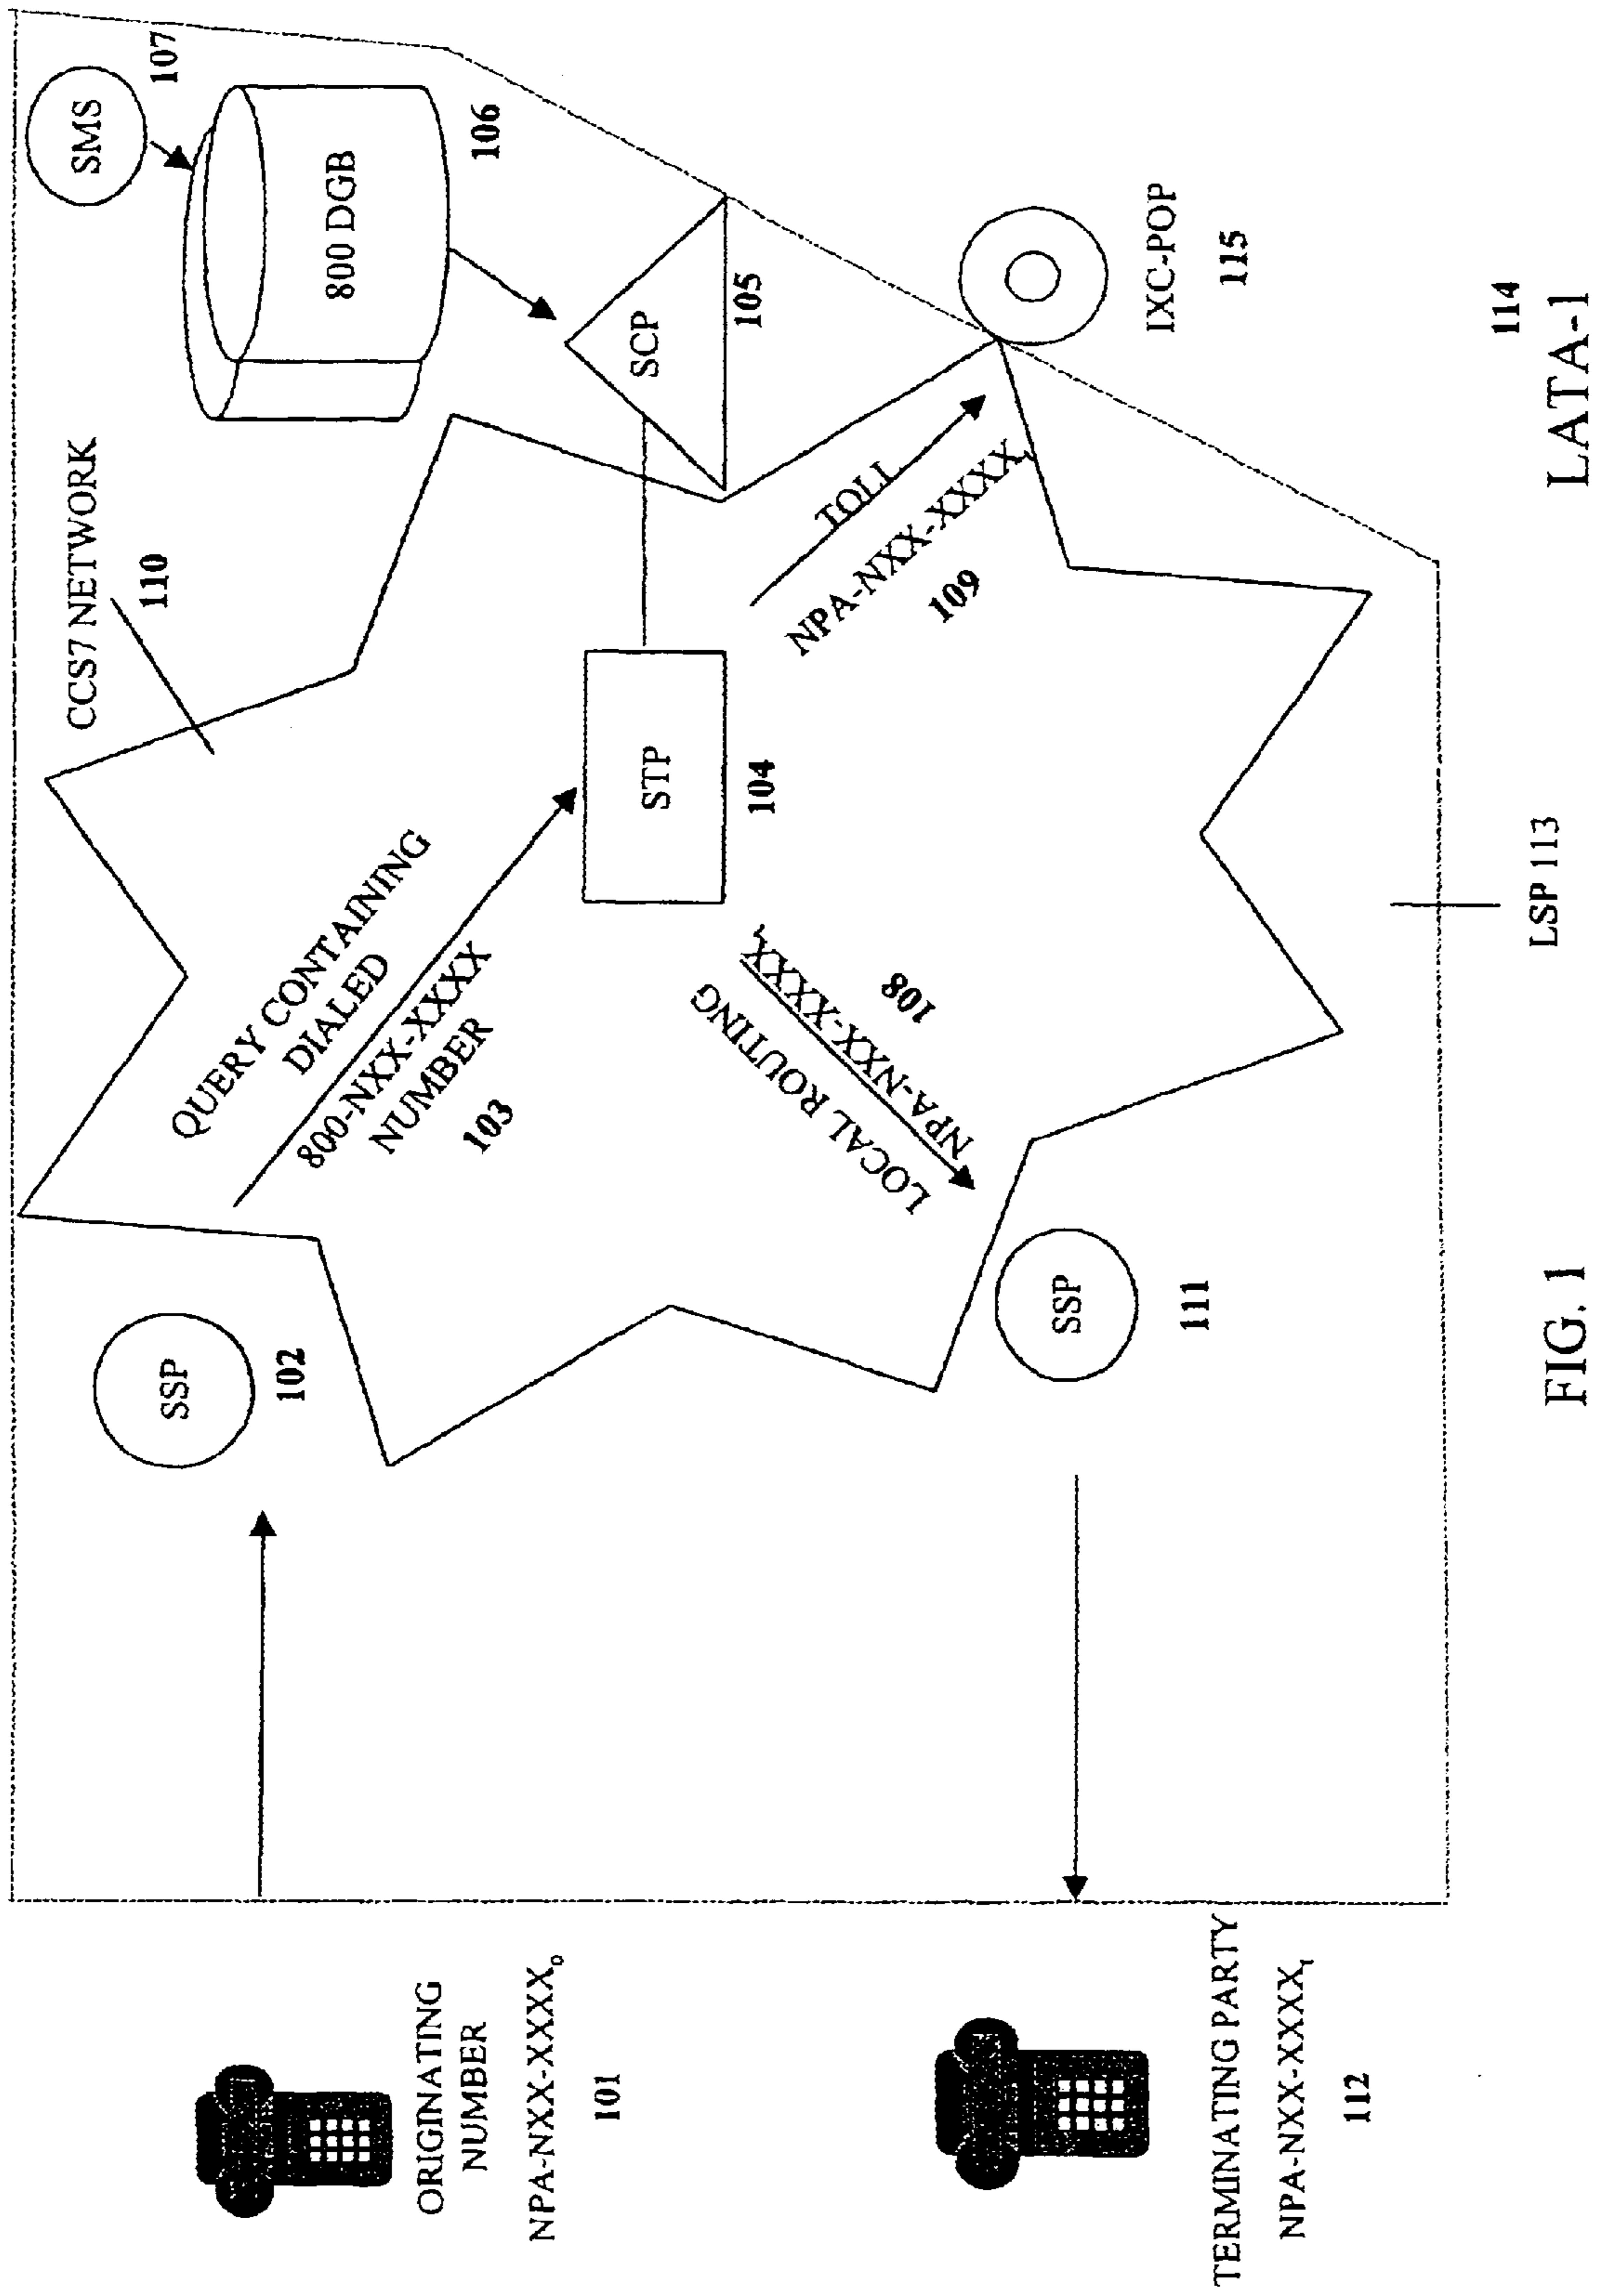 SMS
107
CCS7 NETWORK
110
800 DGB
106
SSP
102
QUERY CONTAINING
DIALED
800-NXX-XXXX
NUMBER
103
STP
104
SCP
105
TOLL
NPA-NXX-XXXXt
109
LOCAL ROUTING
NPA-NXX-XXXXt
108
SSP
111
IXC-POP
115
ORIGINATING
NUMBER
NPA-NXX-XXXXo
101
TERMINATING PARTY
NPA-NXX-XXXXt
112
LSP 113
114
LATA-1
FIG. 1